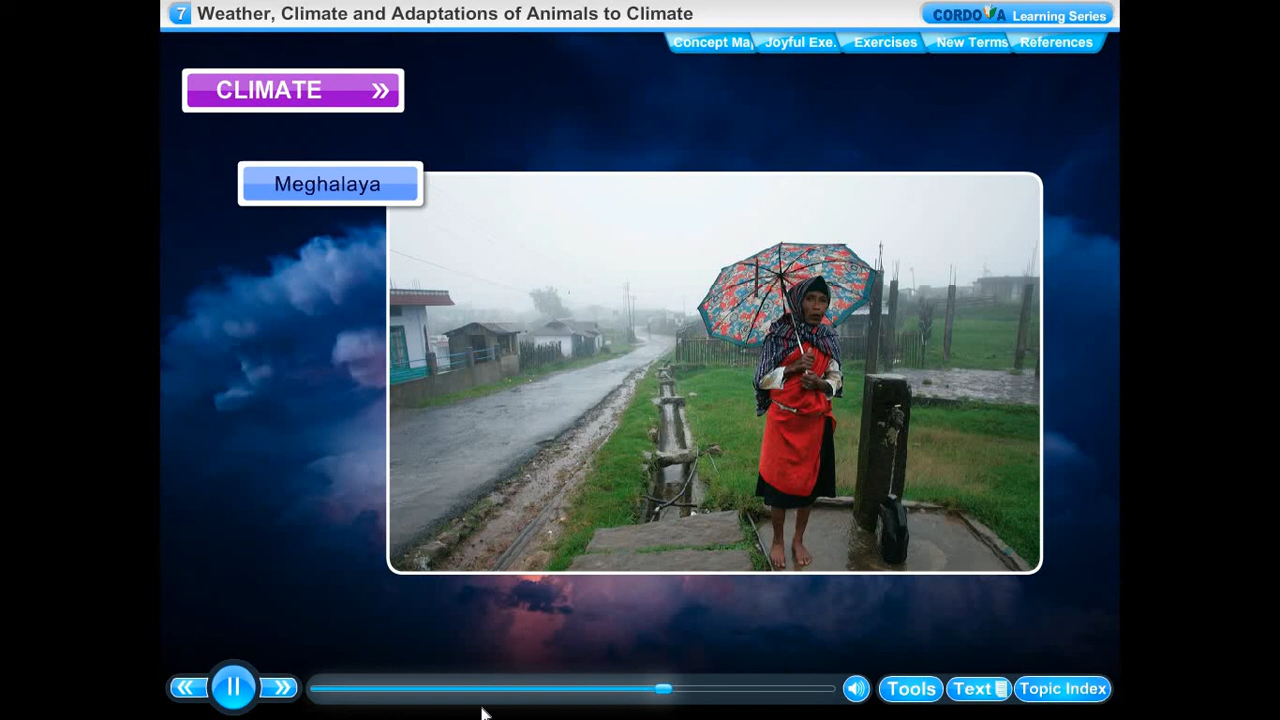 7 Weather, Climate and Adaptations of Animals to Climate
CORDOVA Learning Series
Concept Ma
Joyful Exe.
Exercises
New Terms
References
CLIMATE »
Meghalaya
Tools
Text
Topic Index